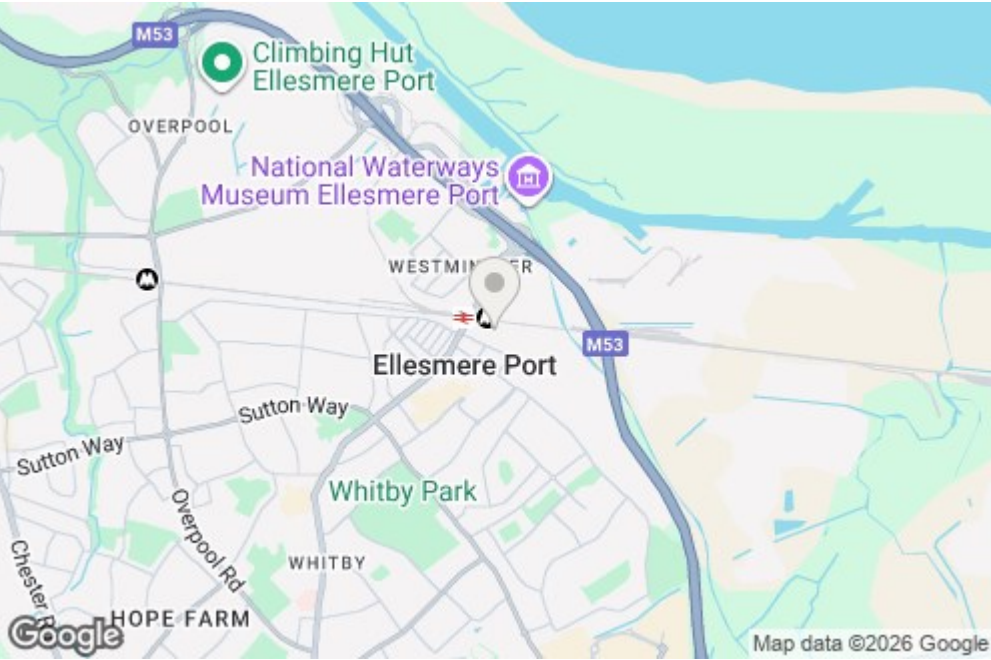 M53
Climbing Hut
Ellesmere Port
OVERPOOL
National Waterways
Museum Ellesmere Port
WESTMIN ER
Ellesmere Port
M53
Sutton Way
Sutton Way
Whitby Park
Overpool Rd
WHITBY
Chester R
HOPE FARM
Google
Map data ©2026 Google